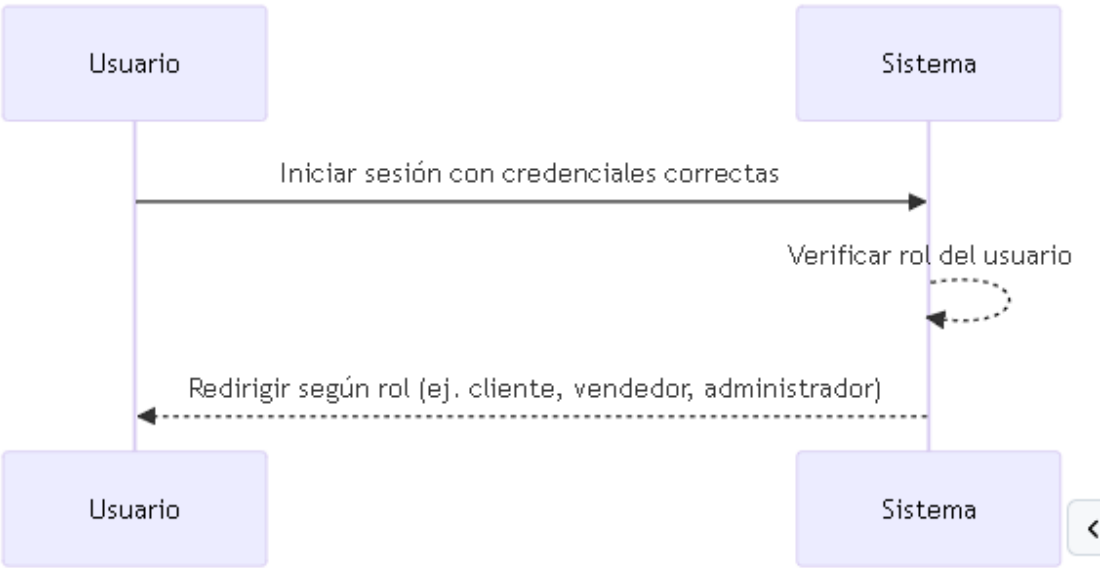 Usuario
Sistema
Iniciar sesión con credenciales correctas
Verificar rol del usuario
Redirigir según rol (ej. cliente, vendedor, administrador)
Usuario
Sistema